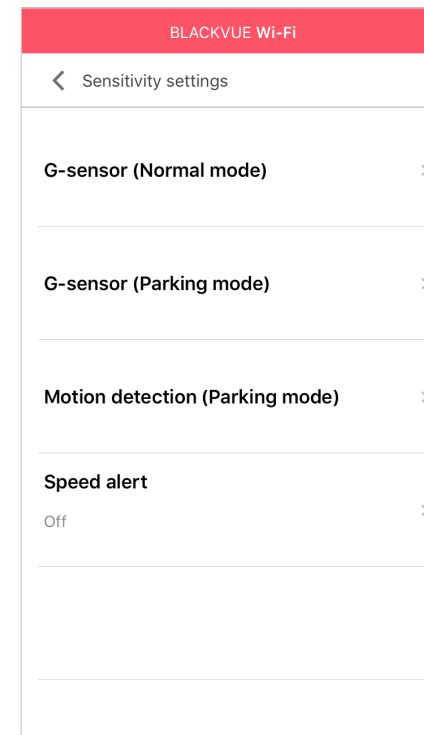 BLACKVUE Wi-Fi
Sensitivity settings
G-sensor (Normal mode)
G-sensor (Parking mode)
Motion detection (Parking mode)
Speed alert
Off